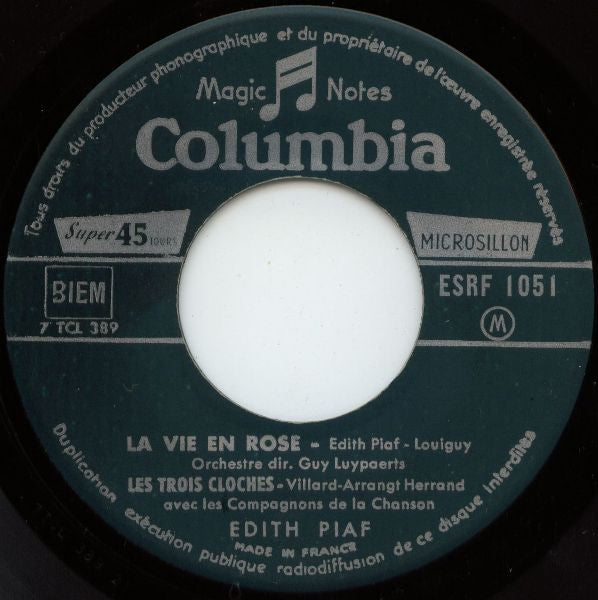 Tous droits du producteur phonographique et du propriétaire de l'œuvre enregistrée réservés
Magic Notes
Columbia
Super 45 TOURS
MICROSILLON
BIEM
7 TCL 389
ESRF 1051
M
LA VIE EN ROSE - Edith Piaf - Louiguy
Orchestre dir. Guy Luypaerts
LES TROIS CLOCHES - Villard-Arrangt Herrand
avec les Compagnons de la Chanson
EDITH PIAF
MADE IN FRANCE
Duplication exécution publique radiodiffusion de ce disque interdites